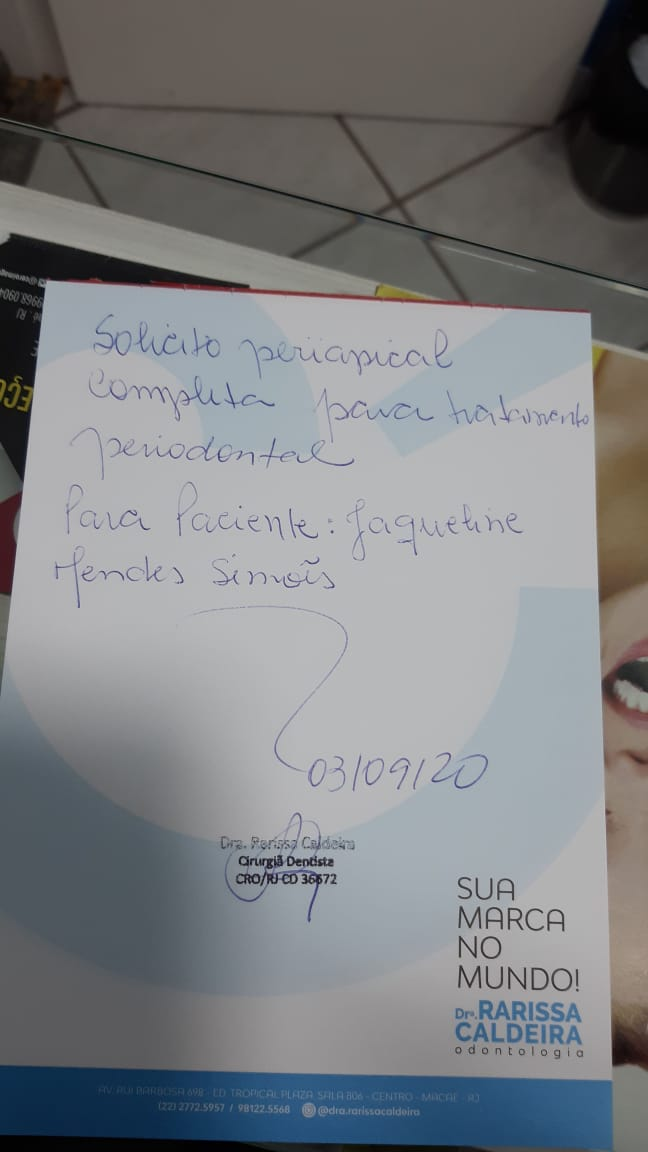 Solicito periapical
completa para tratamento
periodontal
Para Paciente: Jaqueline
Mendes Simõis
03/09/20
Dra. Rarissa Caldeira
Cirurgiã Dentista
CRO/RJ CD 36672
SUA
MARCA
NO
MUNDO!
Drª. RARISSA
CALDEIRA
odontologia
AV. RUI BARBOSA 698 - ED. TROPICAL PLAZA, SALA 806 - CENTRO - MACAÉ - RJ
(22) 2772.5957 / 98122.5568 @dra.rarissacaldeira